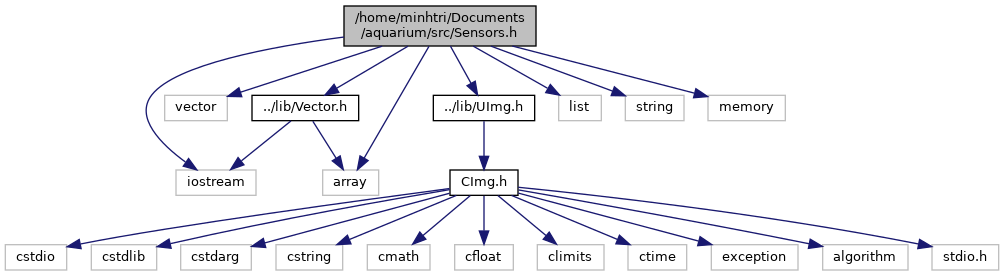 /home/minhtri/Documents
/aquarium/src/Sensors.h
vector
../lib/Vector.h
../lib/UImg.h
list
string
memory
iostream
array
CImg.h
cstdio
cstdlib
cstdarg
cstring
cmath
cfloat
climits
ctime
exception
algorithm
stdio.h